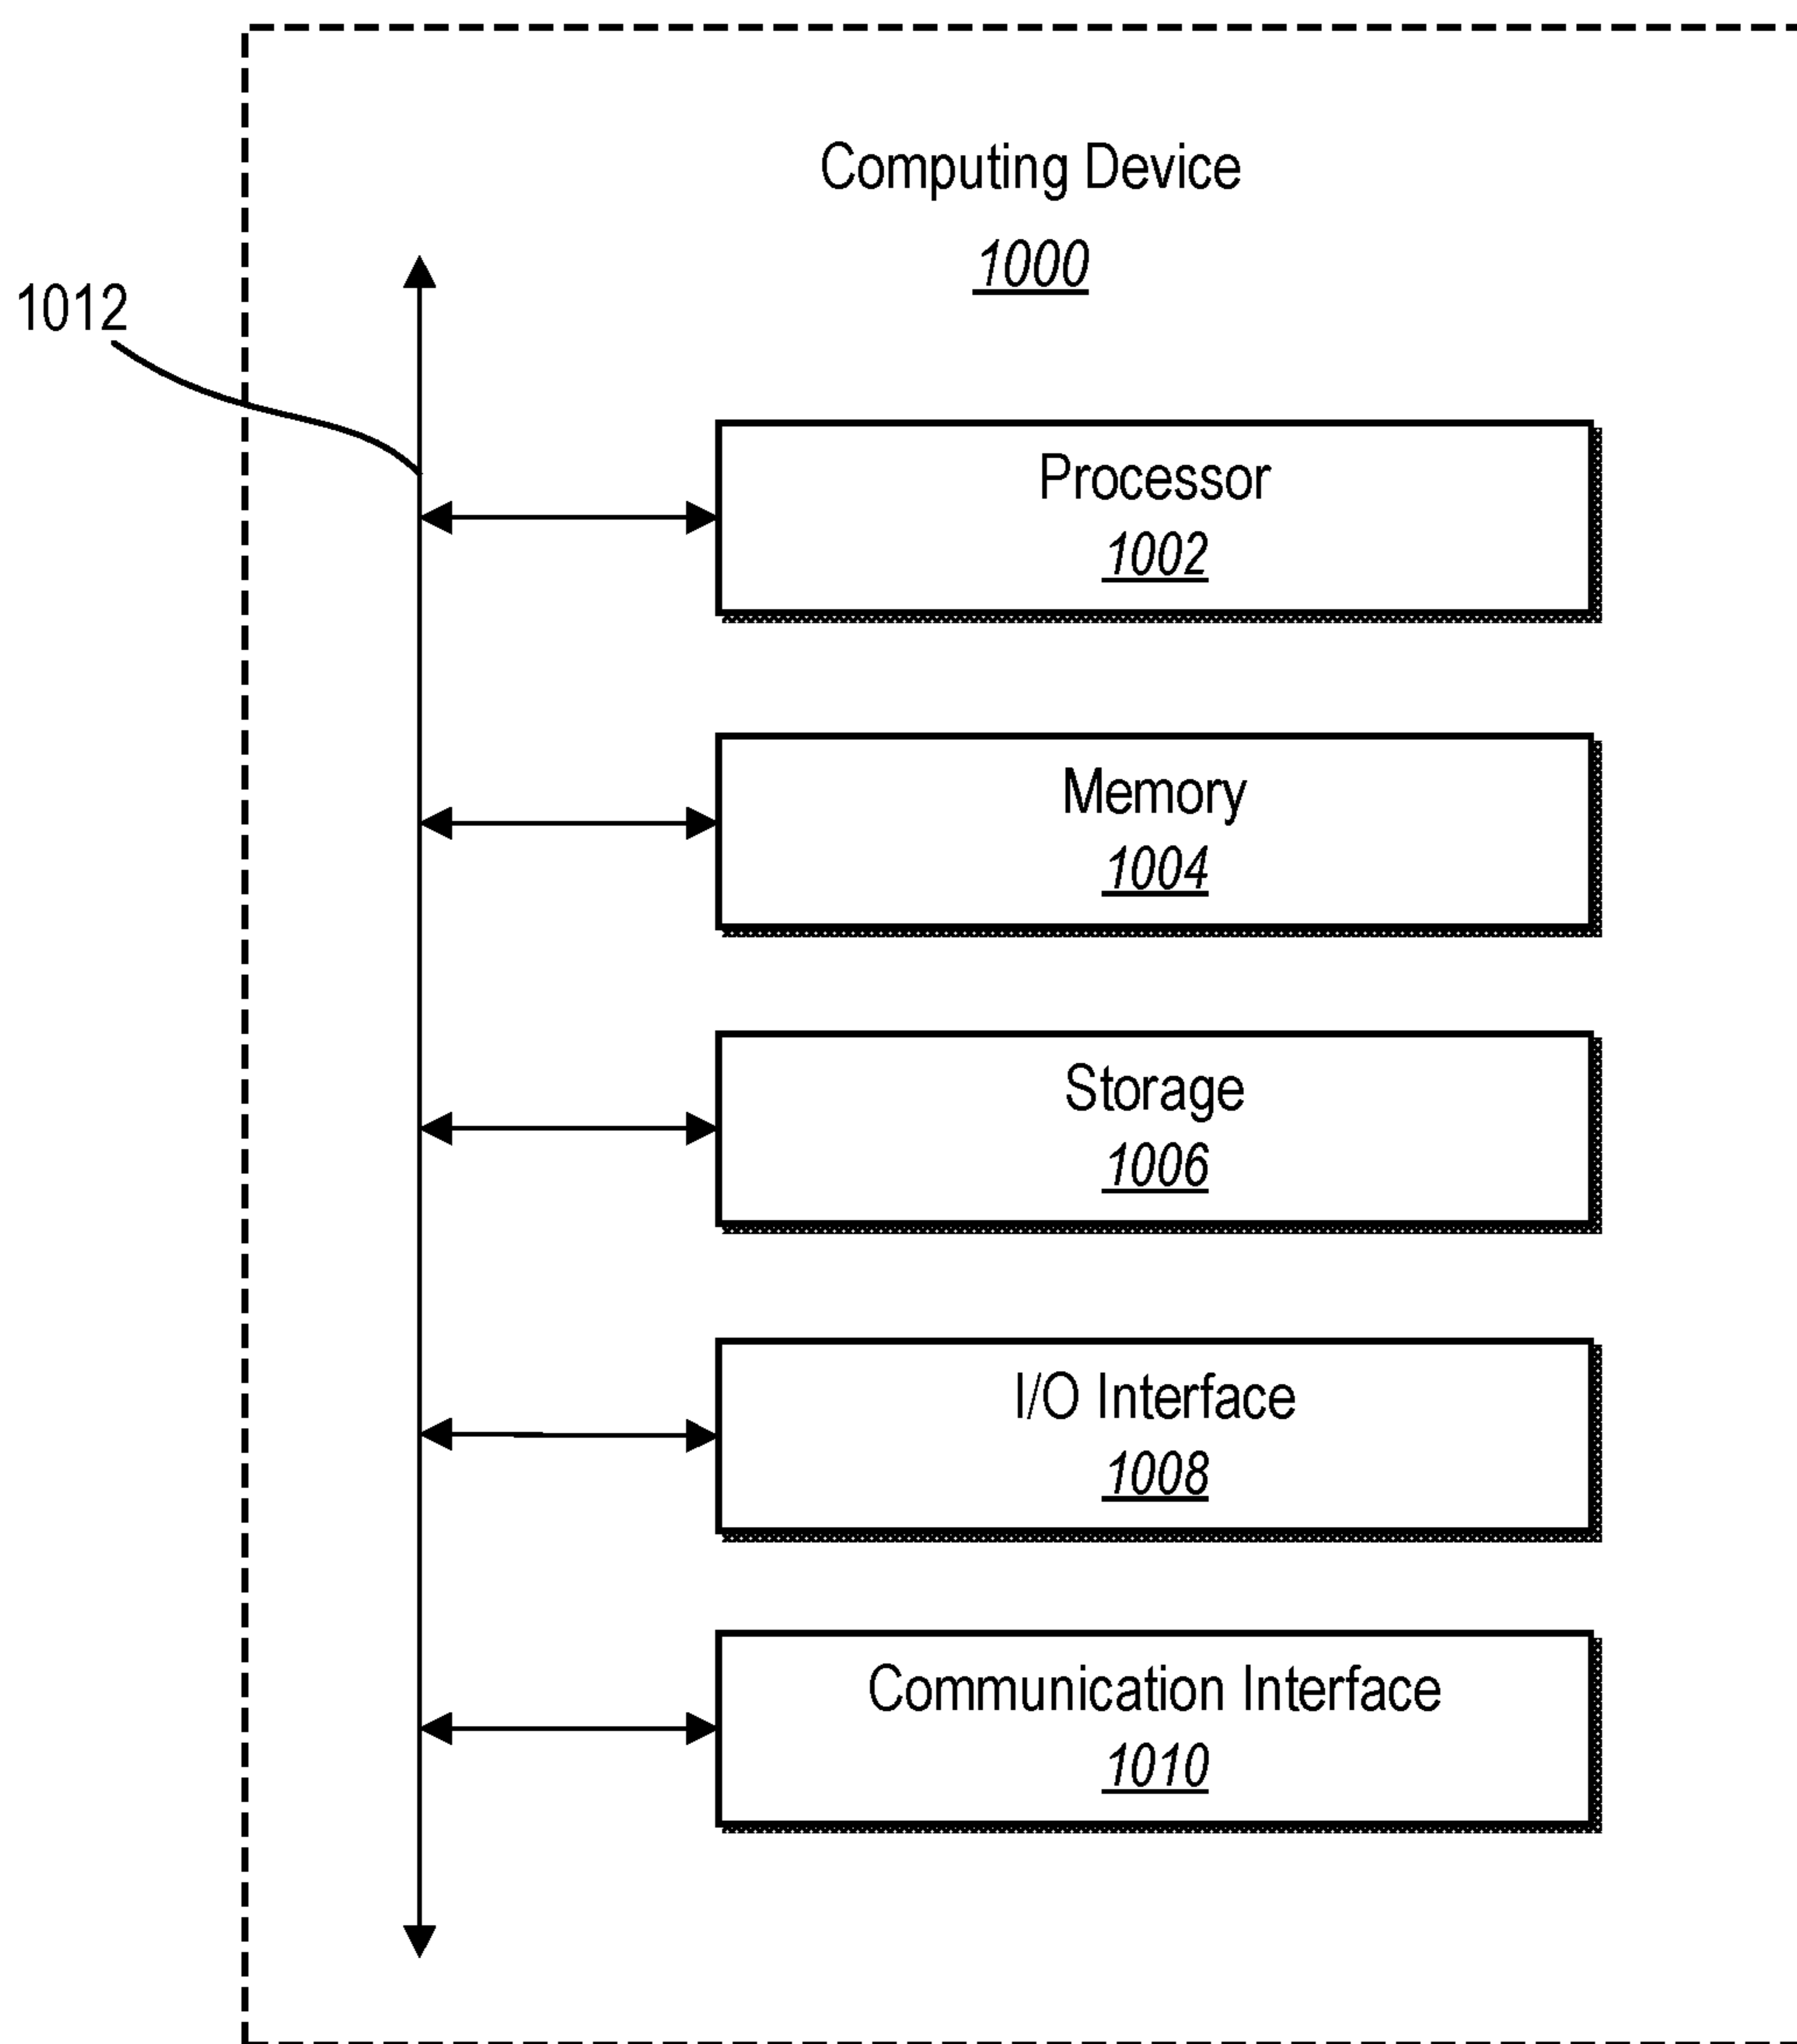 Computing Device
1000
1012
Processor
1002
Memory
1004
Storage
1006
I/O Interface
1008
Communication Interface
1010